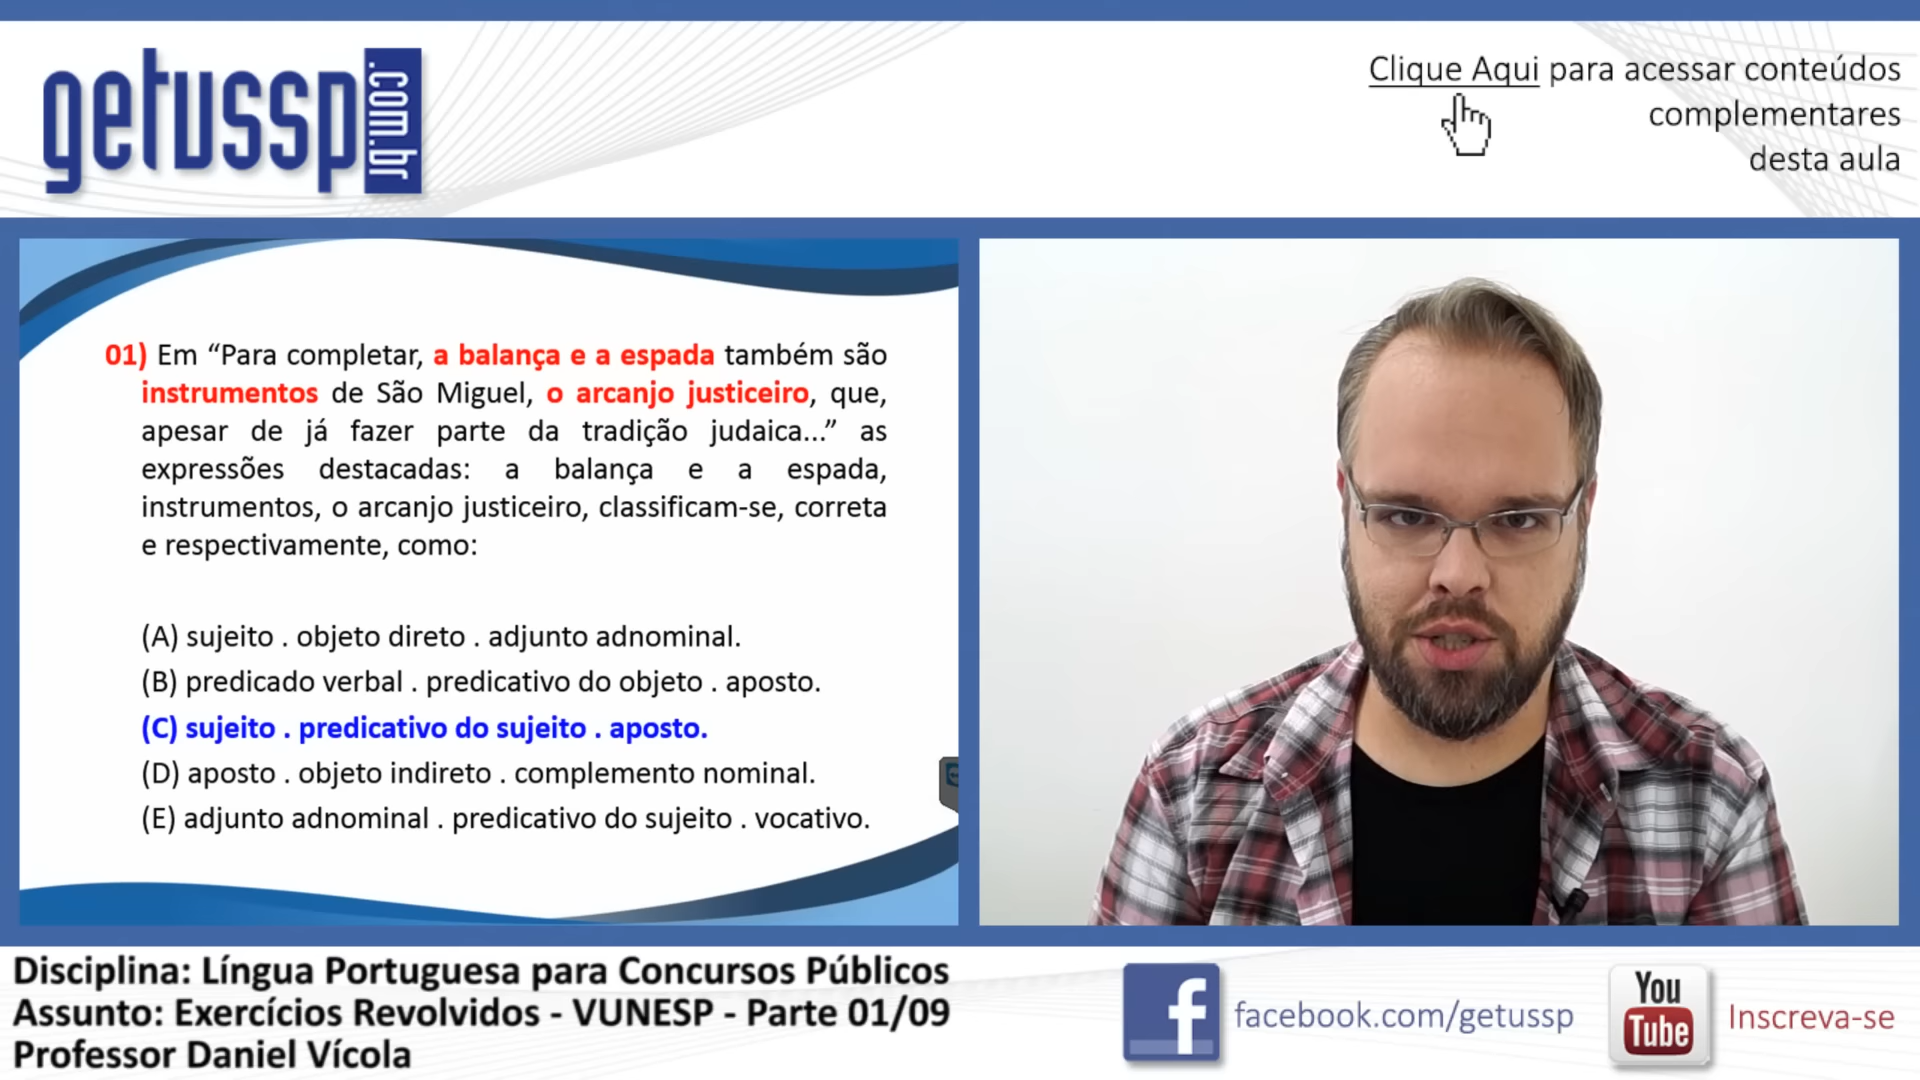 getussp.com.br
Clique Aqui para acessar conteúdos
complementares
desta aula
01) Em “Para completar, a balança e a espada também são
instrumentos de São Miguel, o arcanjo justiceiro, que,
apesar de já fazer parte da tradição judaica...” as
expressões destacadas: a balança e a espada,
instrumentos, o arcanjo justiceiro, classificam-se, correta
e respectivamente, como:
(A) sujeito . objeto direto . adjunto adnominal.
(B) predicado verbal . predicativo do objeto . aposto.
(C) sujeito . predicativo do sujeito . aposto.
(D) aposto . objeto indireto . complemento nominal.
(E) adjunto adnominal . predicativo do sujeito . vocativo.
Disciplina: Língua Portuguesa para Concursos Públicos
Assunto: Exercícios Revolvidos - VUNESP - Parte 01/09
Professor Daniel Vícola
f
facebook.com/getussp
You
Tube
Inscreva-se